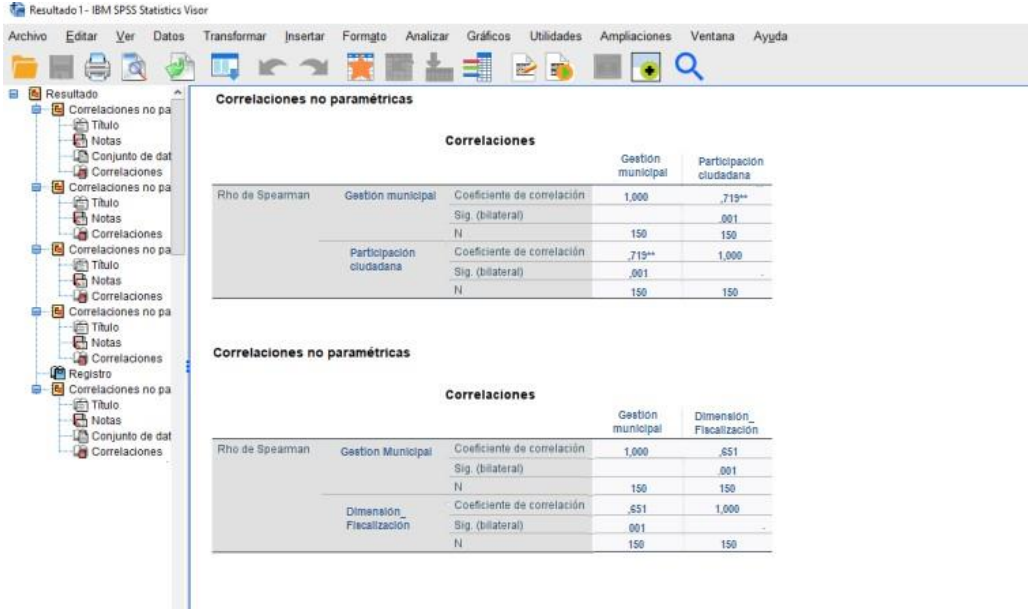 Resultado1 - IBM SPSS Statistics Visor
Archivo Editar Ver Datos Transformar Insertar Formato Analizar Gráficos Utilidades Ampliaciones Ventana Ayuda
Resultado
Correlaciones no pa
Título
Notas
Conjunto de dat
Correlaciones
Correlaciones no pa
Título
Notas
Correlaciones
Correlaciones no pa
Título
Notas
Correlaciones
Correlaciones no pa
Título
Notas
Correlaciones
Registro
Correlaciones no pa
Título
Notas
Conjunto de dat
Correlaciones
Correlaciones no paramétricas
Correlaciones
Gestión municipal Participación ciudadana
Rho de Spearman Gestión municipal Coeficiente de correlación 1,000 ,719**
Sig. (bilateral) ,001
N 150 150
Participación ciudadana Coeficiente de correlación ,719** 1,000
Sig. (bilateral) ,001 .
N 150 150
Correlaciones no paramétricas
Correlaciones
Gestión municipal Dimensión_ Fiscalización
Rho de Spearman Gestion Municipal Coeficiente de correlación 1,000 ,651
Sig. (bilateral) ,001
N 150 150
Dimensión_ Fiscalización Coeficiente de correlación ,651 1,000
Sig. (bilateral) 001 .
N 150 150